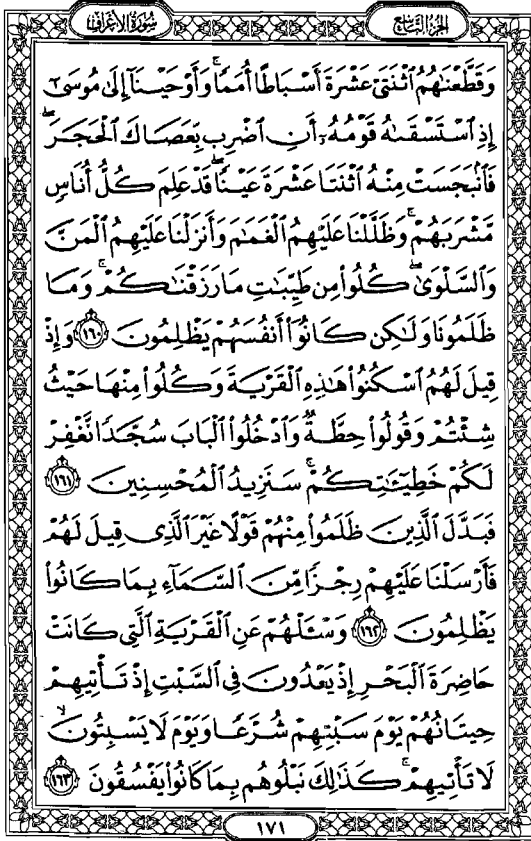 الجزء التاسع
سورة الأعراف
وَقَطَّعْنَٰهُمُ ٱثْنَتَىْ عَشْرَةَ أَسْبَاطًا أُمَمًا ۚ وَأَوْحَيْنَآ إِلَىٰ مُوسَىٰٓ
إِذِ ٱسْتَسْقَىٰهُ قَوْمُهُۥٓ أَنِ ٱضْرِب بِّعَصَاكَ ٱلْحَجَرَ ۖ
فَٱنۢبَجَسَتْ مِنْهُ ٱثْنَتَا عَشْرَةَ عَيْنًا ۖ قَدْ عَلِمَ كُلُّ أُنَاسٍ
مَّشْرَبَهُمْ ۚ وَظَلَّلْنَا عَلَيْهِمُ ٱلْغَمَٰمَ وَأَنزَلْنَا عَلَيْهِمُ ٱلْمَنَّ
وَٱلسَّلْوَىٰ ۖ كُلُوا۟ مِن طَيِّبَٰتِ مَا رَزَقْنَٰكُمْ ۚ وَمَا
ظَلَمُونَا وَلَٰكِن كَانُوٓا۟ أَنفُسَهُمْ يَظْلِمُونَ ١٦٠ وَإِذْ
قِيلَ لَهُمُ ٱسْكُنُوا۟ هَٰذِهِ ٱلْقَرْيَةَ وَكُلُوا۟ مِنْهَا حَيْثُ
شِئْتُمْ وَقُولُوا۟ حِطَّةٌ وَٱدْخُلُوا۟ ٱلْبَابَ سُجَّدًا نَّغْفِرْ
لَكُمْ خَطِيٓـَٰٔتِكُمْ ۚ سَنَزِيدُ ٱلْمُحْسِنِينَ ١٦١
فَبَدَّلَ ٱلَّذِينَ ظَلَمُوا۟ مِنْهُمْ قَوْلًا غَيْرَ ٱلَّذِى قِيلَ لَهُمْ
فَأَرْسَلْنَا عَلَيْهِمْ رِجْزًا مِّنَ ٱلسَّمَآءِ بِمَا كَانُوا۟
يَظْلِمُونَ ١٦٢ وَسْـَٔلْهُمْ عَنِ ٱلْقَرْيَةِ ٱلَّتِى كَانَتْ
حَاضِرَةَ ٱلْبَحْرِ إِذْ يَعْدُونَ فِى ٱلسَّبْتِ إِذْ تَأْتِيهِمْ
حِيتَانُهُمْ يَوْمَ سَبْتِهِمْ شُرَّعًا وَيَوْمَ لَا يَسْبِتُونَ ۙ
لَا تَأْتِيهِمْ ۚ كَذَٰلِكَ نَبْلُوهُم بِمَا كَانُوا۟ يَفْسُقُونَ ١٦٣
١٧١